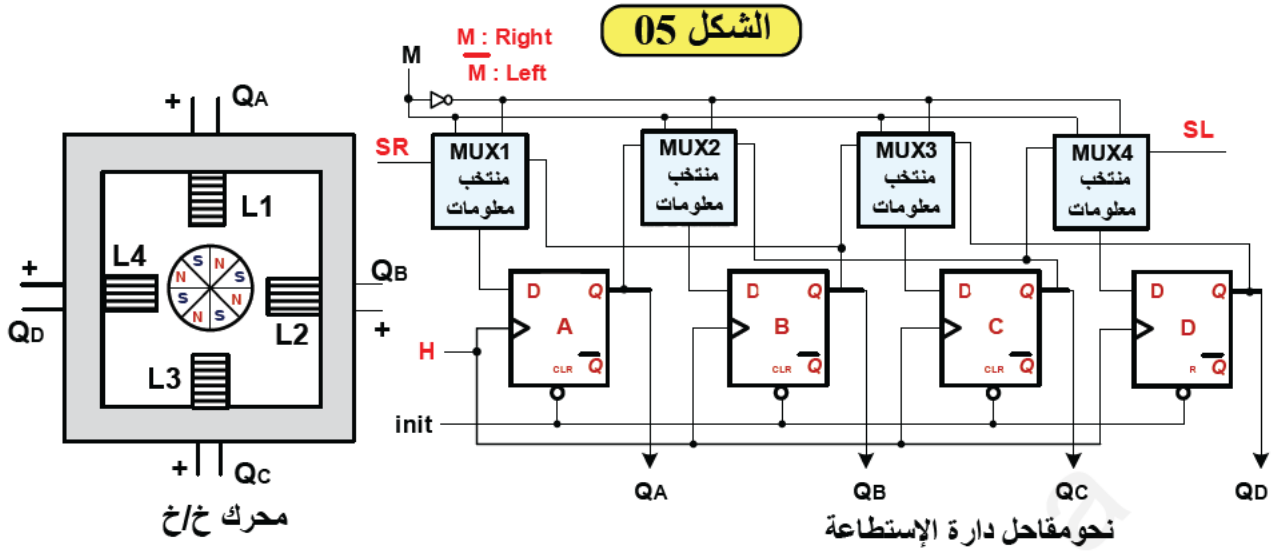 الشكل 05
M : Right
M̅ : Left
M
SR
SL
MUX1
منتخب
معلومات
MUX2
منتخب
معلومات
MUX3
منتخب
معلومات
MUX4
منتخب
معلومات
D Q
A
CLR Q̅
D Q
B
CLR Q̅
D Q
C
CLR Q̅
D Q
D
R Q̅
H
init
QA
QB
QC
QD
نحومقاحل دارة الإستطاعة
+ QA
L1
L4
L2
L3
N
S
N
S
N
S
N
S
+
QD
QB
+
+ QC
محرك خ/خ